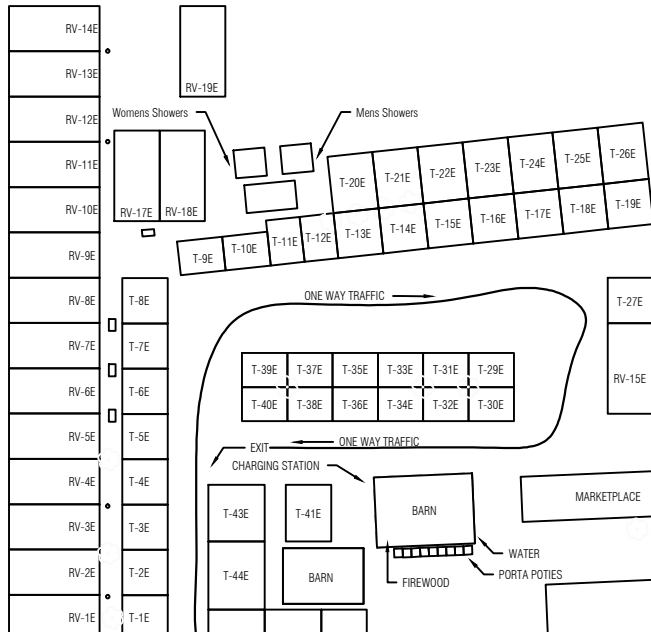 RV-14E
RV-13E
RV-19E
Womens Showers
Mens Showers
RV-12E
RV-11E
T-20E T-21E T-22E T-23E T-24E T-25E T-26E
RV-10E
RV-17E RV-18E
T-9E T-10E T-11E T-12E T-13E T-14E T-15E T-16E T-17E T-18E T-19E
RV-9E
RV-8E T-8E
ONE WAY TRAFFIC
T-27E
RV-7E T-7E
T-39E T-37E T-35E T-33E T-31E T-29E
RV-6E T-6E
RV-15E
T-40E T-38E T-36E T-34E T-32E T-30E
RV-5E T-5E
EXIT
ONE WAY TRAFFIC
CHARGING STATION
RV-4E T-4E
MARKETPLACE
T-43E T-41E
BARN
RV-3E T-3E
WATER
RV-2E T-2E
T-44E
BARN
FIREWOOD
PORTA POTIES
RV-1E T-1E